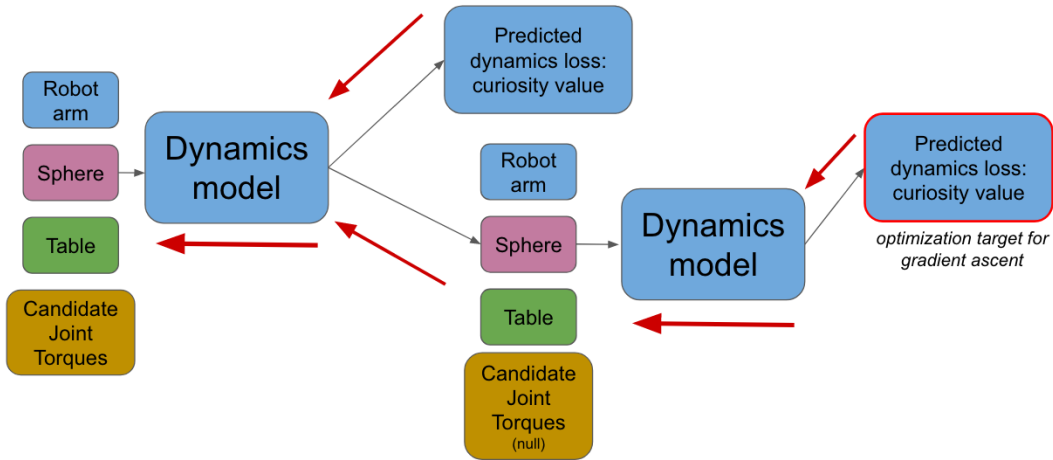 Robot
arm
Sphere
Table
Candidate
Joint
Torques
Dynamics
model
Predicted
dynamics loss:
curiosity value
Robot
arm
Sphere
Table
Candidate
Joint
Torques
(null)
Dynamics
model
Predicted
dynamics loss:
curiosity value
optimization target for
gradient ascent